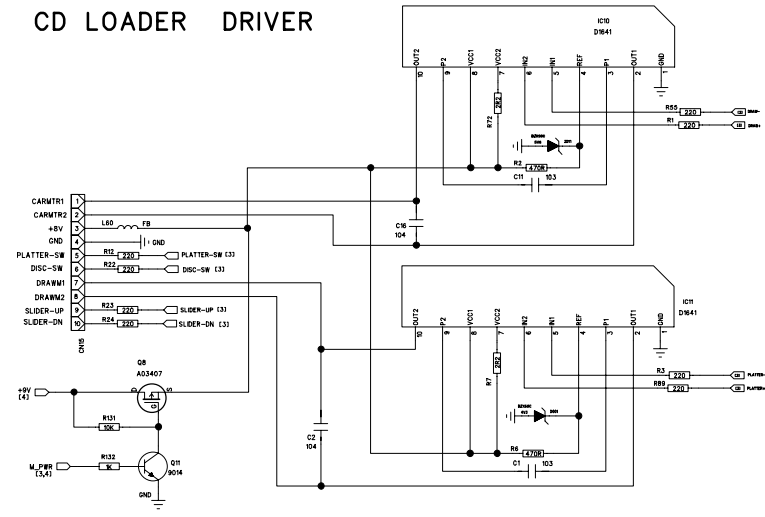 CD LOADER DRIVER
IC10
D1641
OUT2 P2 VCC1 VCC2 IN2 IN1 REF P1 OUT1 GND
10 9 8 7 6 5 4 3 2 1
R72 2R2
R55 220
R1 220
R2 470R
C11 103
CARMTR1 1
CARMTR2 2
+8V 3 L60 FB
GND 4 GND
PLATTER-SW 5 R12 220 PLATTER-SW [3]
DISC-SW 6 R22 220 DISC-SW [3]
DRAWM1 7
DRAWM2 8
SLIDER-UP 9 R23 220 SLIDER-UP [3]
SLIDER-DN 10 R24 220 SLIDER-DN [3]
CN15
C16
104
IC11
D1641
OUT2 P2 VCC1 VCC2 IN2 IN1 REF P1 OUT1 GND
10 9 8 7 6 5 4 3 2 1
R7 2R2
R3 220
R89 220
R6 470R
C1 103
Q8
AO3407
+9V
[4]
D S
G
R131
10K
C2
104
M_PWR
[3,4]
R132
1K
Q11
9014
GND